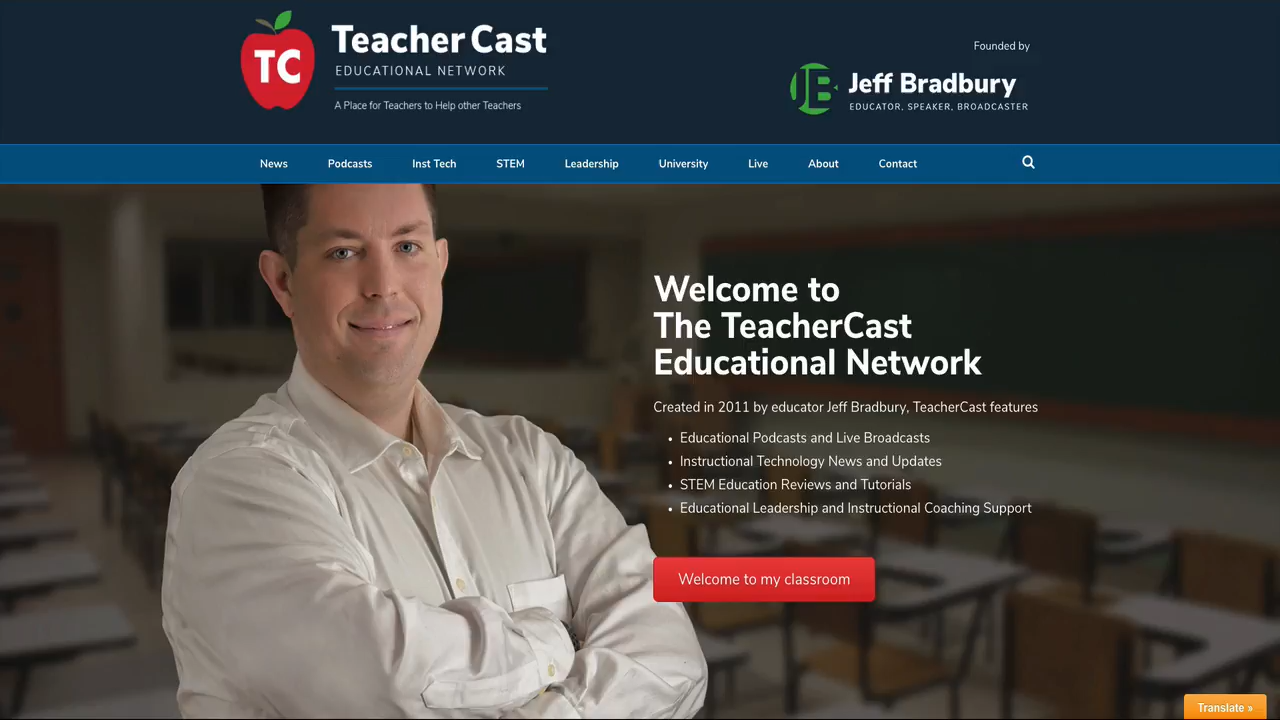 TC
Teacher Cast
EDUCATIONAL NETWORK
A Place for Teachers to Help other Teachers
Founded by
JB
Jeff Bradbury
EDUCATOR, SPEAKER, BROADCASTER
News Podcasts Inst Tech STEM Leadership University Live About Contact
Welcome to
The TeacherCast
Educational Network
Created in 2011 by educator Jeff Bradbury, TeacherCast features
• Educational Podcasts and Live Broadcasts
• Instructional Technology News and Updates
• STEM Education Reviews and Tutorials
• Educational Leadership and Instructional Coaching Support
Welcome to my classroom
Translate »